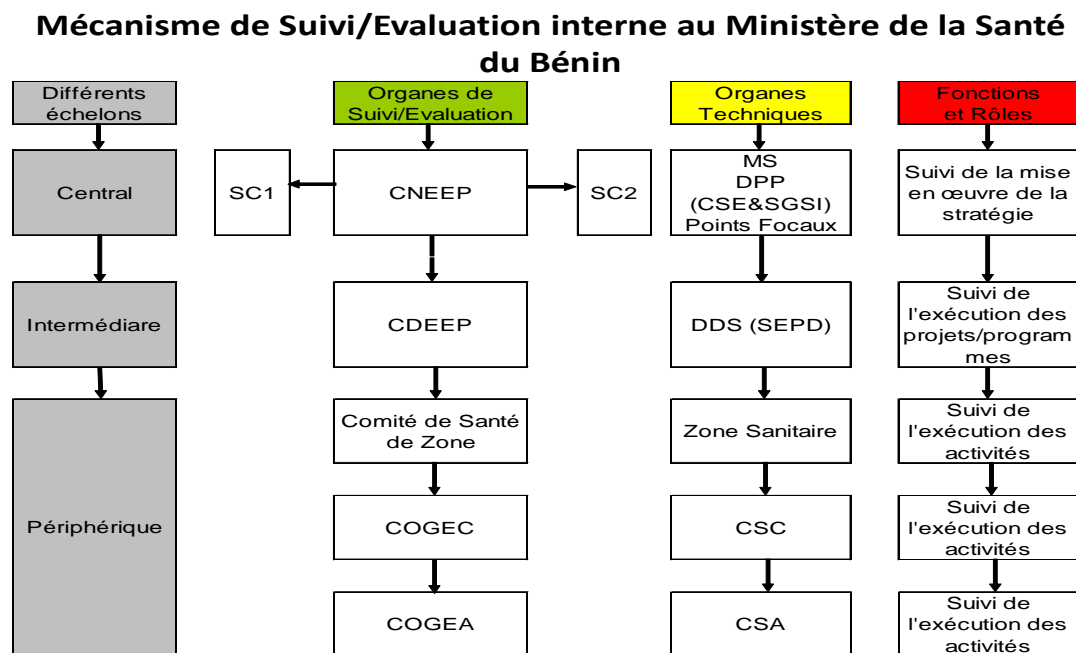 Mécanisme de Suivi/Evaluation interne au Ministère de la Santé
du Bénin
Différents
échelons
Organes de
Suivi/Evaluation
Organes
Techniques
Fonctions
et Rôles
Central
SC1
CNEEP
SC2
MS
DPP
(CSE&SGSI)
Points Focaux
Suivi de la mise
en œuvre de la
stratégie
Intermédiare
CDEEP
DDS (SEPD)
Suivi de
l'exécution des
projets/program
mes
Périphérique
Comité de Santé
de Zone
Zone Sanitaire
Suivi de
l'exécution des
activités
COGEC
CSC
Suivi de
l'exécution des
activités
COGEA
CSA
Suivi de
l'exécution des
activités